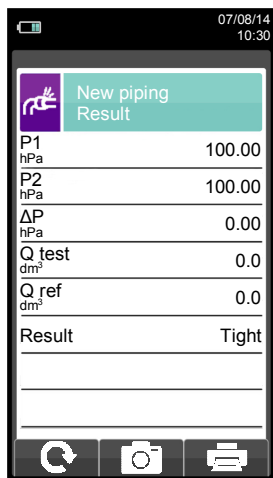 07/08/14
10:30
New piping
Result
P1 100.00
hPa
P2 100.00
hPa
ΔP 0.00
hPa
Q test 0.0
dm³
Q ref 0.0
dm³
Result Tight